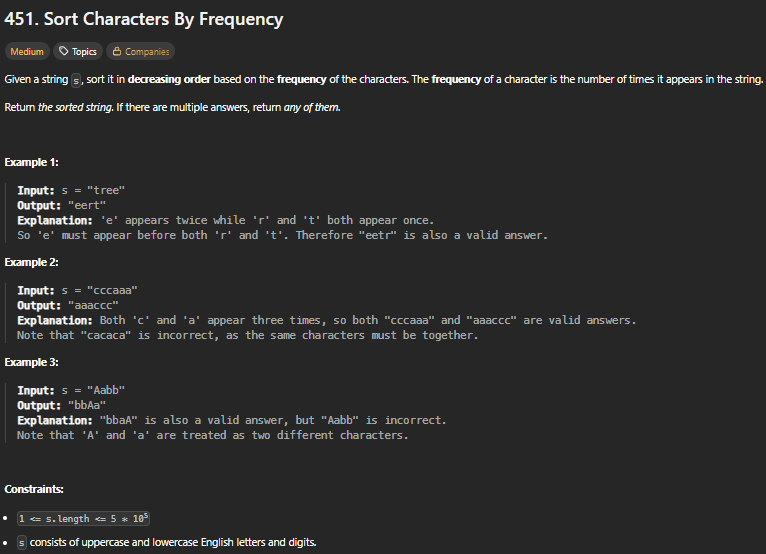 451. Sort Characters By Frequency
Medium Topics Companies
Given a string s, sort it in decreasing order based on the frequency of the characters. The frequency of a character is the number of times it appears in the string.
Return the sorted string. If there are multiple answers, return any of them.
Example 1:
Input: s = "tree"
Output: "eert"
Explanation: 'e' appears twice while 'r' and 't' both appear once.
So 'e' must appear before both 'r' and 't'. Therefore "eetr" is also a valid answer.
Example 2:
Input: s = "cccaaa"
Output: "aaaccc"
Explanation: Both 'c' and 'a' appear three times, so both "cccaaa" and "aaaccc" are valid answers.
Note that "cacaca" is incorrect, as the same characters must be together.
Example 3:
Input: s = "Aabb"
Output: "bbAa"
Explanation: "bbaA" is also a valid answer, but "Aabb" is incorrect.
Note that 'A' and 'a' are treated as two different characters.
Constraints:
• 1 <= s.length <= 5 * 10⁵
• s consists of uppercase and lowercase English letters and digits.